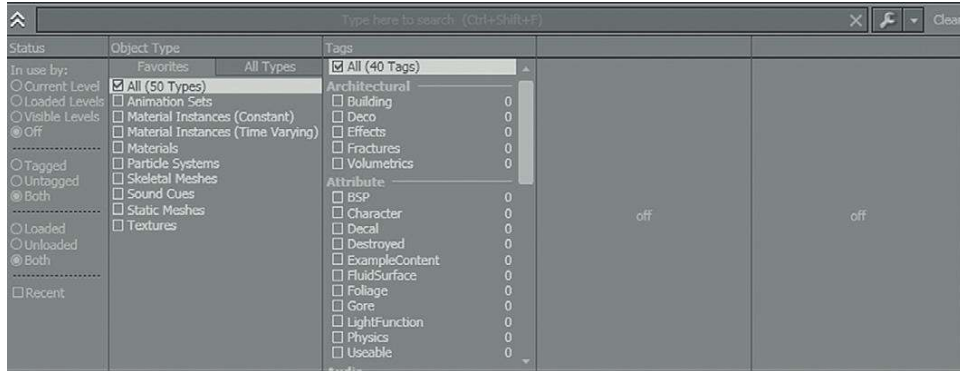 Type here to search (Ctrl+Shift+F)
Clear
Status
Object Type
Tags
In use by:
Current Level
Loaded Levels
Visible Levels
Off
Tagged
Untagged
Both
Loaded
Unloaded
Both
Recent
Favorites
All Types
All (50 Types)
Animation Sets
Material Instances (Constant)
Material Instances (Time Varying)
Materials
Particle Systems
Skeletal Meshes
Sound Cues
Static Meshes
Textures
All (40 Tags)
Architectural
Building 0
Deco 0
Effects 0
Fractures 0
Volumetrics 0
Attribute
BSP 0
Character 0
Decal 0
Destroyed 0
ExampleContent 0
FluidSurface 0
Foliage 0
Gore 0
LightFunction 0
Physics 0
Useable 0
off
off